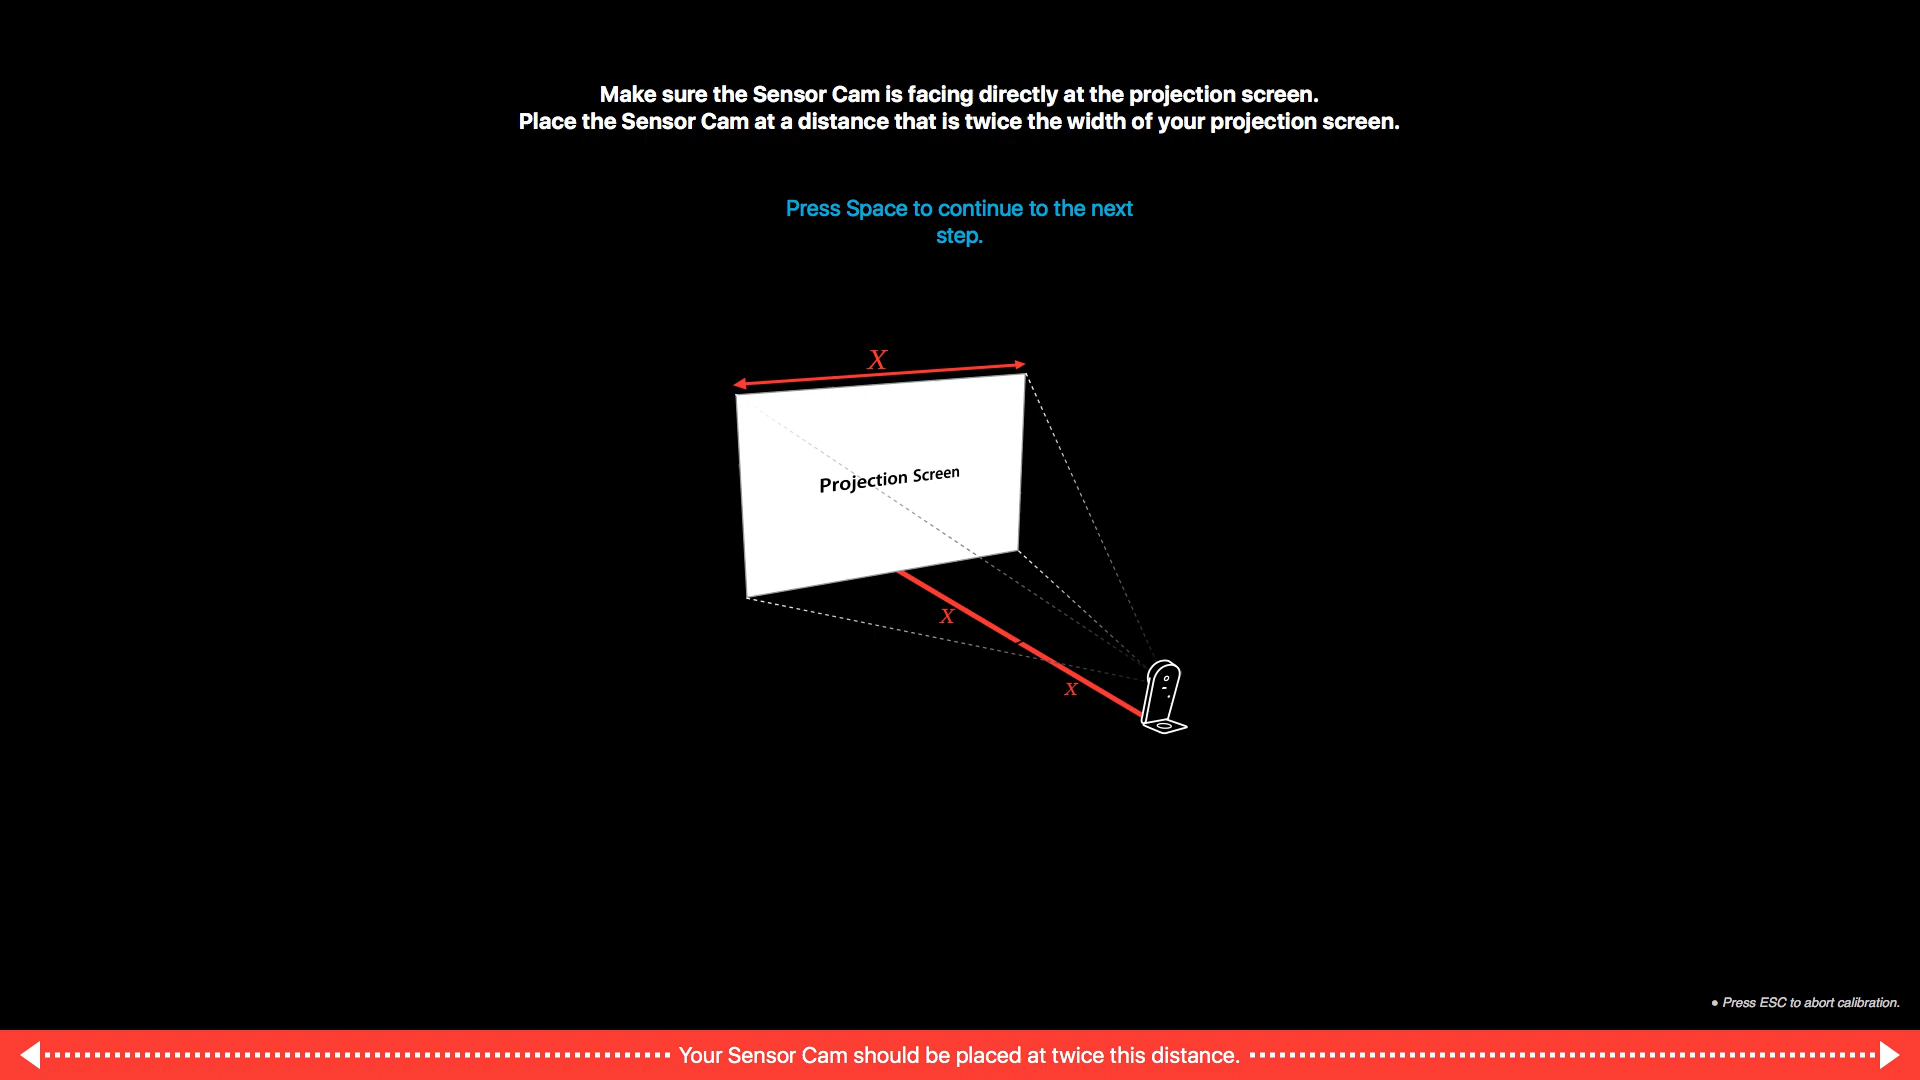 Make sure the Sensor Cam is facing directly at the projection screen.
Place the Sensor Cam at a distance that is twice the width of your projection screen.
Press Space to continue to the next
step.
X
Projection Screen
X
X
• Press ESC to abort calibration.
Your Sensor Cam should be placed at twice this distance.